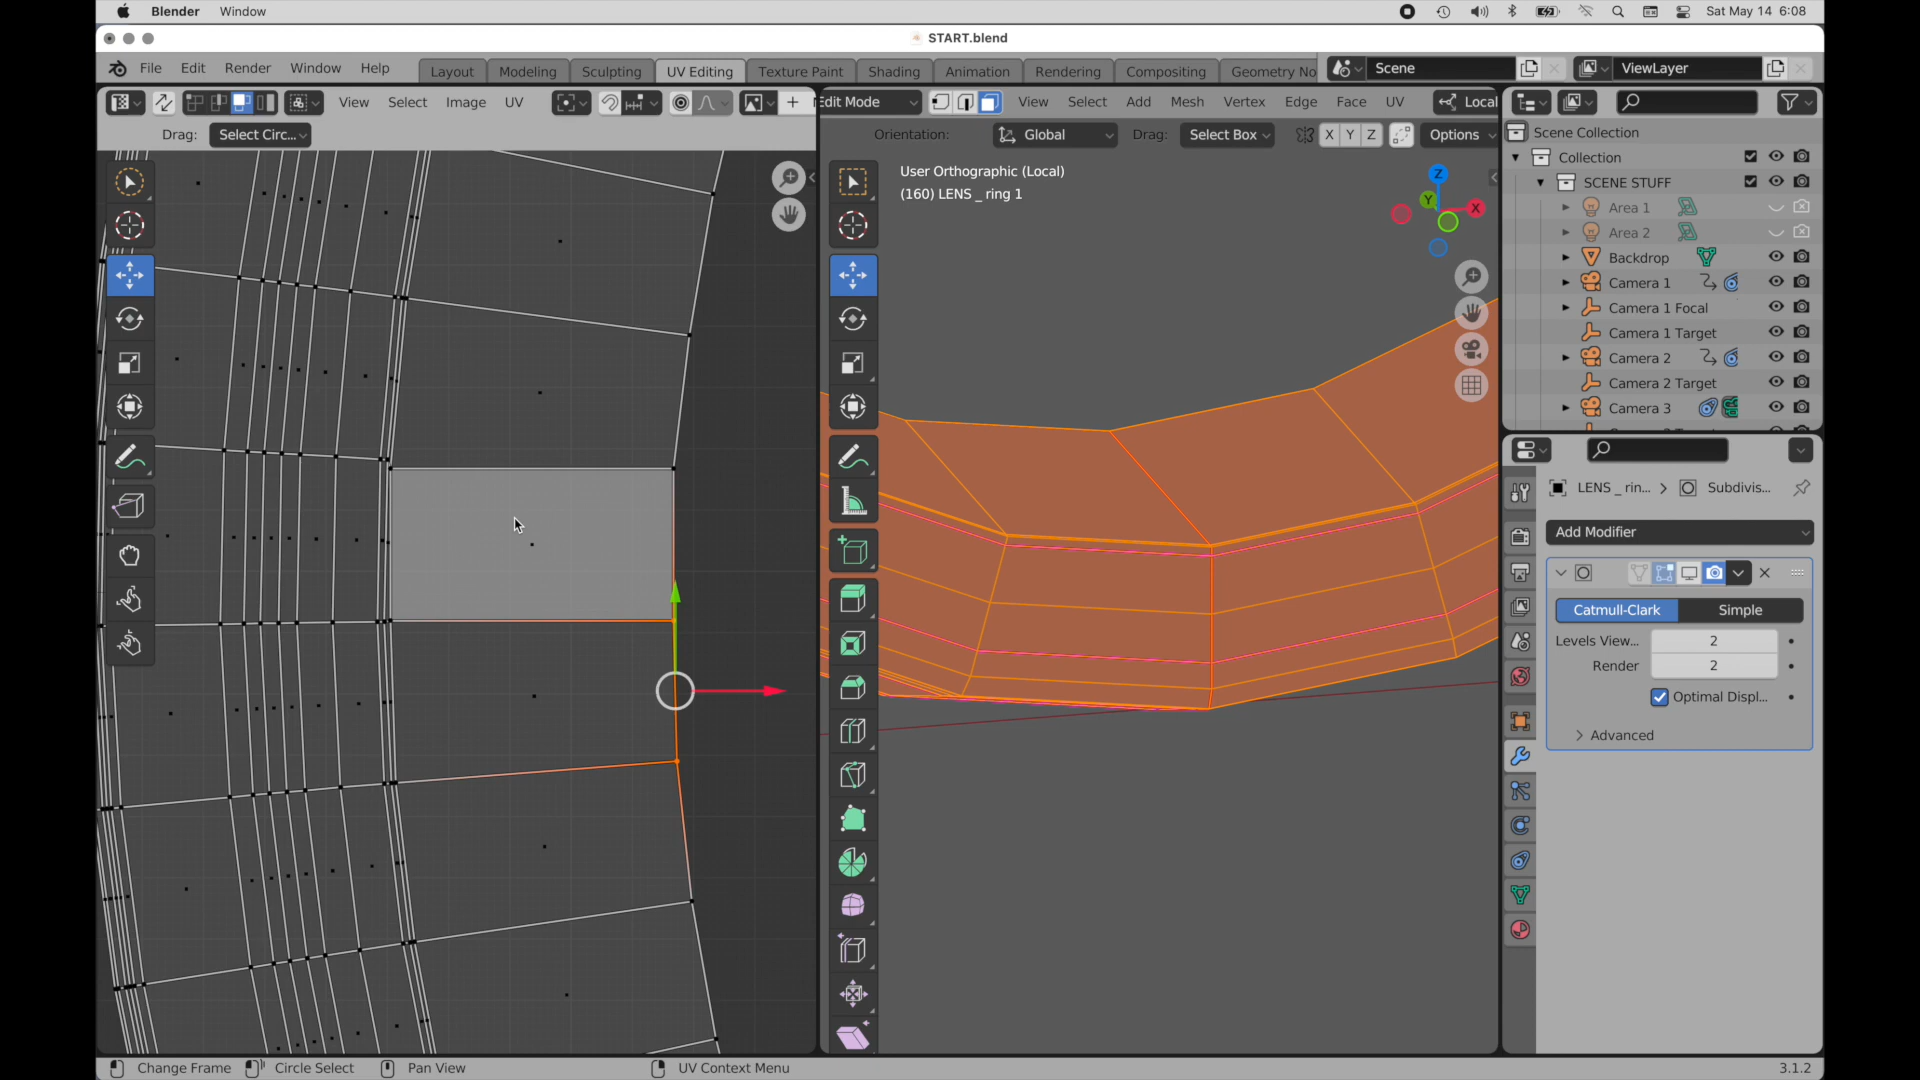 Blender Window Sat May 14 6:08
START.blend
File Edit Render Window Help Layout Modeling Sculpting UV Editing Texture Paint Shading Animation Rendering Compositing Geometry No Scene ViewLayer
View Select Image UV Edit Mode View Select Add Mesh Vertex Edge Face UV Local
Drag: Select Circ... Orientation: Global Drag: Select Box X Y Z Options
User Orthographic (Local)
(160) LENS _ ring 1
Z
Y
X
Scene Collection
Collection
SCENE STUFF
Area 1
Area 2
Backdrop
Camera 1
Camera 1 Focal
Camera 1 Target
Camera 2
Camera 2 Target
Camera 3
LENS _ rin... Subdivis...
Add Modifier
Catmull-Clark Simple
Levels View... 2
Render 2
Optimal Displ...
Advanced
Change Frame Circle Select Pan View UV Context Menu 3.1.2